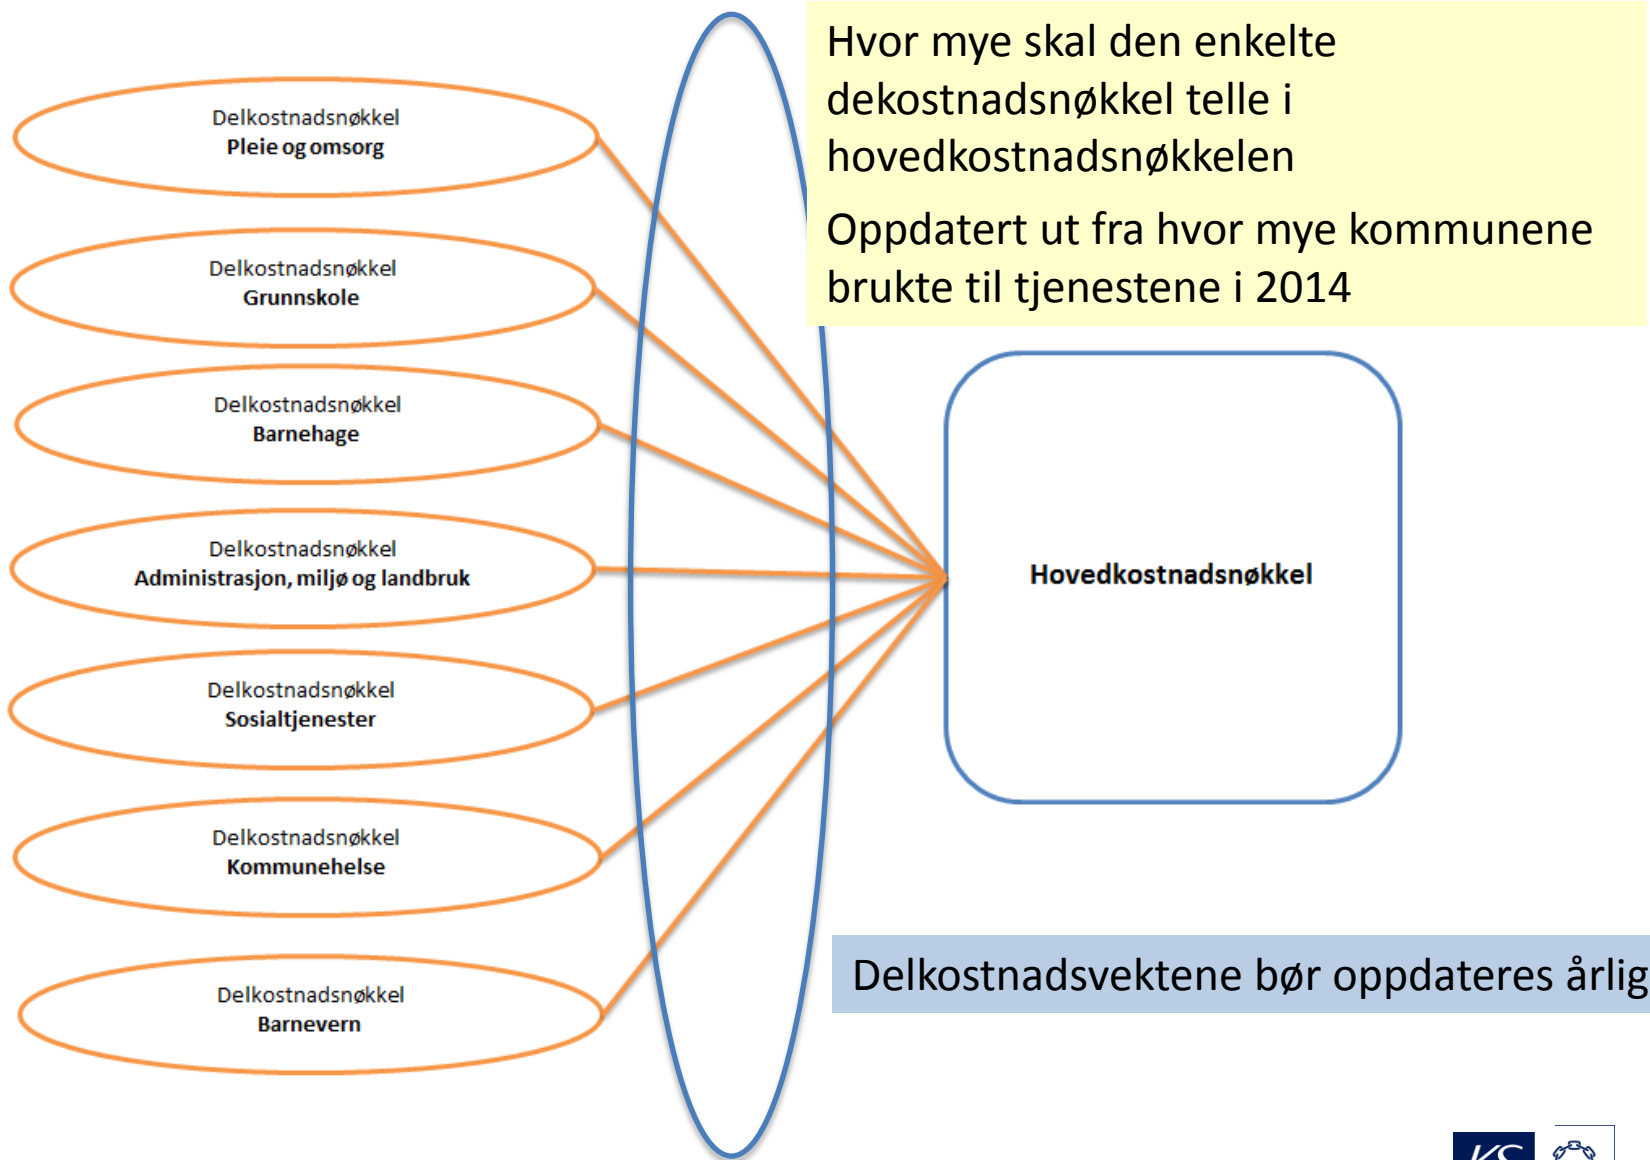 Hvor mye skal den enkelte
dekostnadsnøkkel telle i
hovedkostnadsnøkkelen
Oppdatert ut fra hvor mye kommunene
brukte til tjenestene i 2014
Delkostnadsnøkkel
Pleie og omsorg
Delkostnadsnøkkel
Grunnskole
Delkostnadsnøkkel
Barnehage
Delkostnadsnøkkel
Administrasjon, miljø og landbruk
Delkostnadsnøkkel
Sosialtjenester
Delkostnadsnøkkel
Kommunehelse
Delkostnadsnøkkel
Barnevern
Hovedkostnadsnøkkel
Delkostnadsvektene bør oppdateres årlig
KS